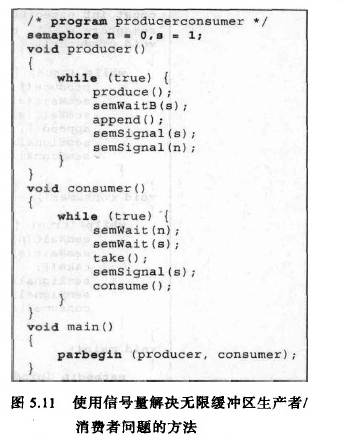 /* program producerconsumer */
semaphore n = 0,s = 1;
void producer()
{
    while (true) {
        produce();
        semWaitB(s);
        append();
        semSignal(s);
        semSignal(n);
    }
}
void consumer()
{
    while (true) {
        semWait(n);
        semWait(s);
        take();
        semSignal(s);
        consume();
    }
}
void main()
{
    parbegin (producer, consumer);
}
图 5.11 使用信号量解决无限缓冲区生产者/
消费者问题的方法